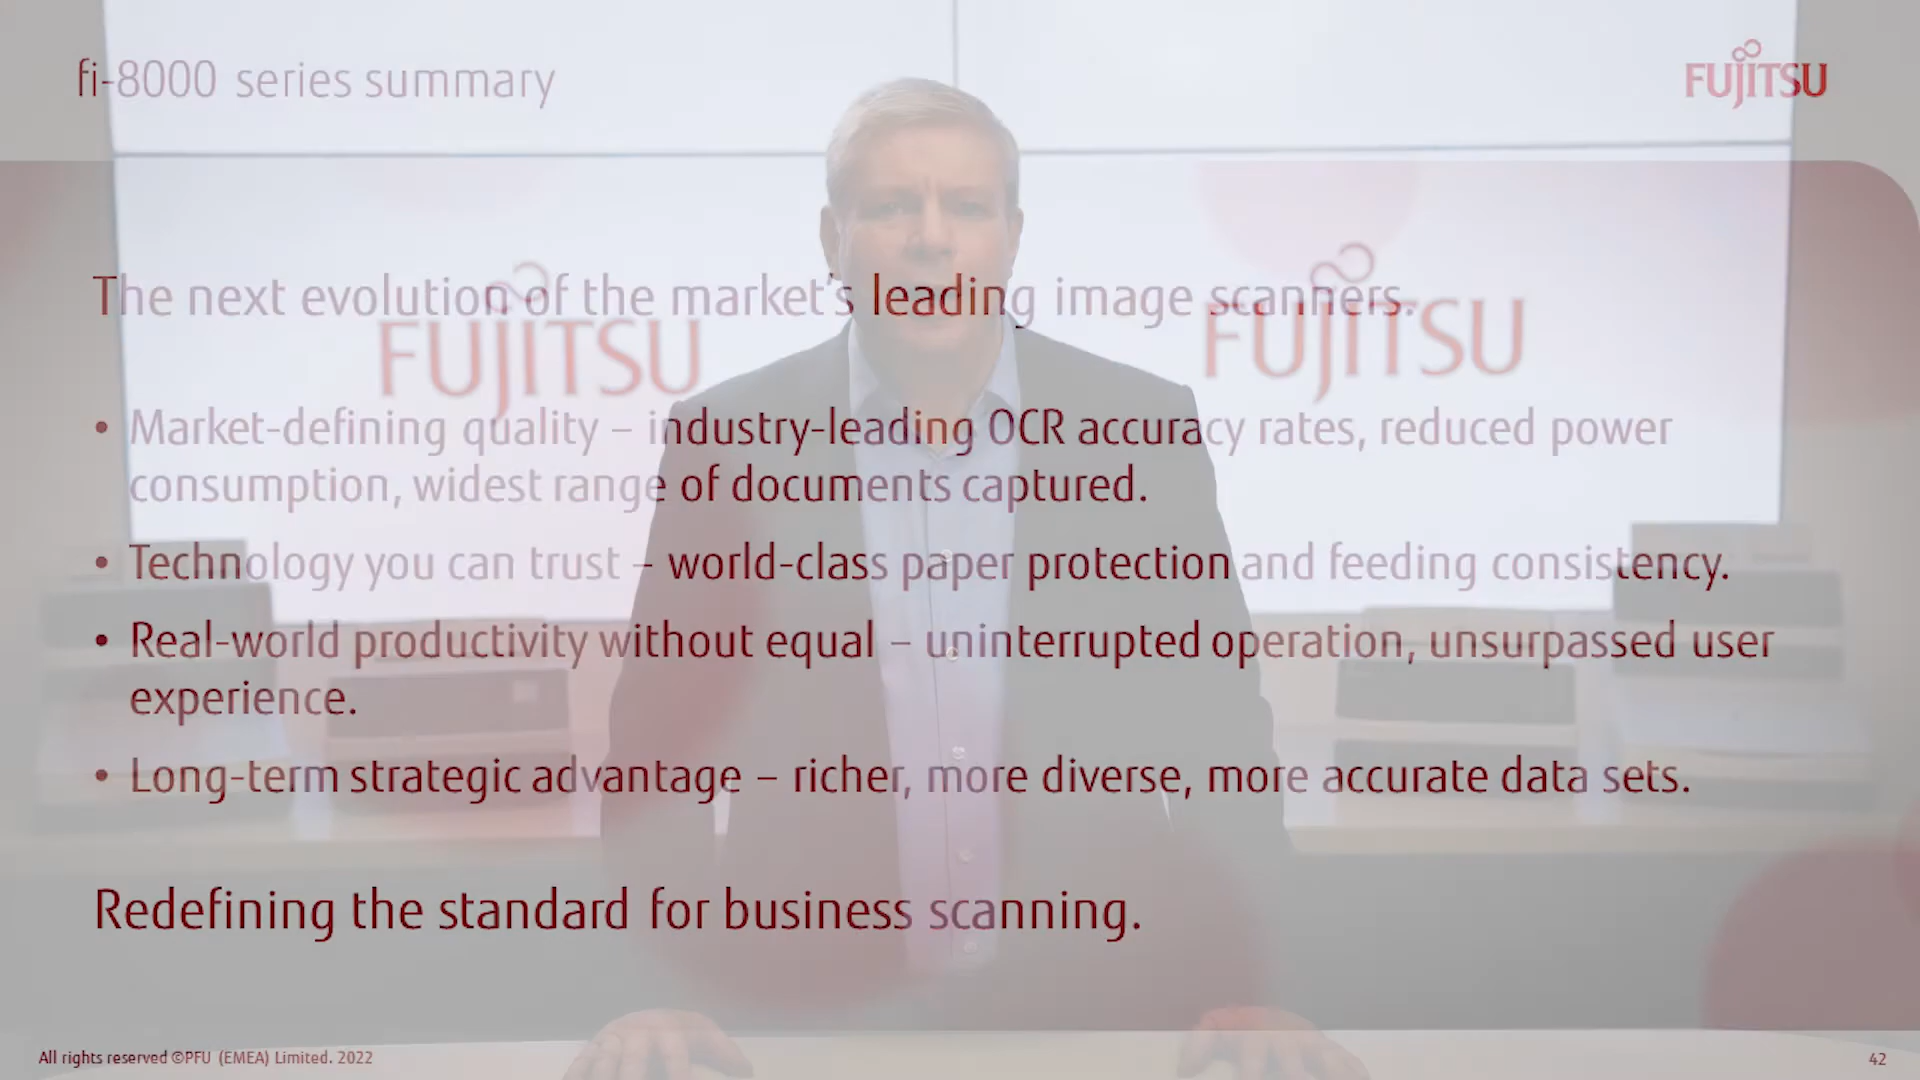 fi-8000 series summary
FUJITSU
The next evolution of the market's leading image scanners.
FUJITSU
FUJITSU
• Market-defining quality – industry-leading OCR accuracy rates, reduced power
consumption, widest range of documents captured.
• Technology you can trust – world-class paper protection and feeding consistency.
• Real-world productivity without equal – uninterrupted operation, unsurpassed user
experience.
• Long-term strategic advantage – richer, more diverse, more accurate data sets.
Redefining the standard for business scanning.
All rights reserved ©PFU (EMEA) Limited. 2022
42